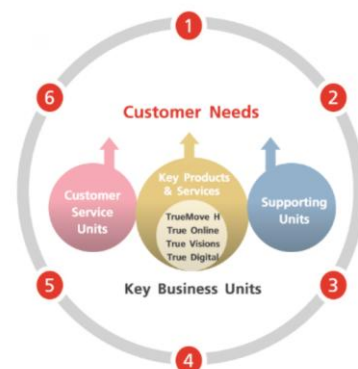 1
6
2
Customer Needs
Key Products
& Services
Customer
Service
Units
TrueMove H
True Online
True Visions
True Digital
Supporting
Units
5
Key Business Units
3
4